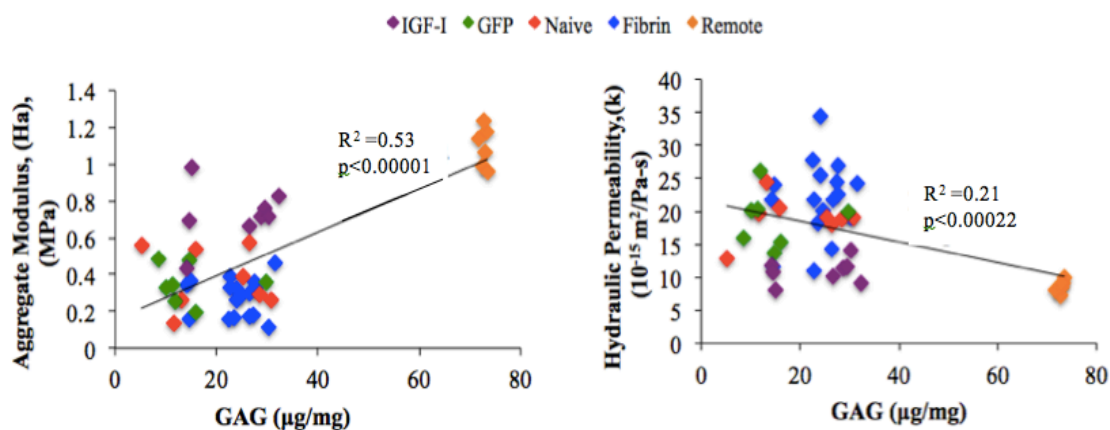 IGF-I GFP Naive Fibrin Remote
Aggregate Modulus, (Ha),
(MPa)
1.4
1.2
1
0.8
0.6
0.4
0.2
0
R² =0.53
p<0.00001
0 20 40 60 80
GAG (µg/mg)
Hydraulic Permeability,(k)
(10⁻¹⁵ m²/Pa-s)
40
35
30
25
20
15
10
5
0
R² =0.21
p<0.00022
0 20 40 60 80
GAG (µg/mg)